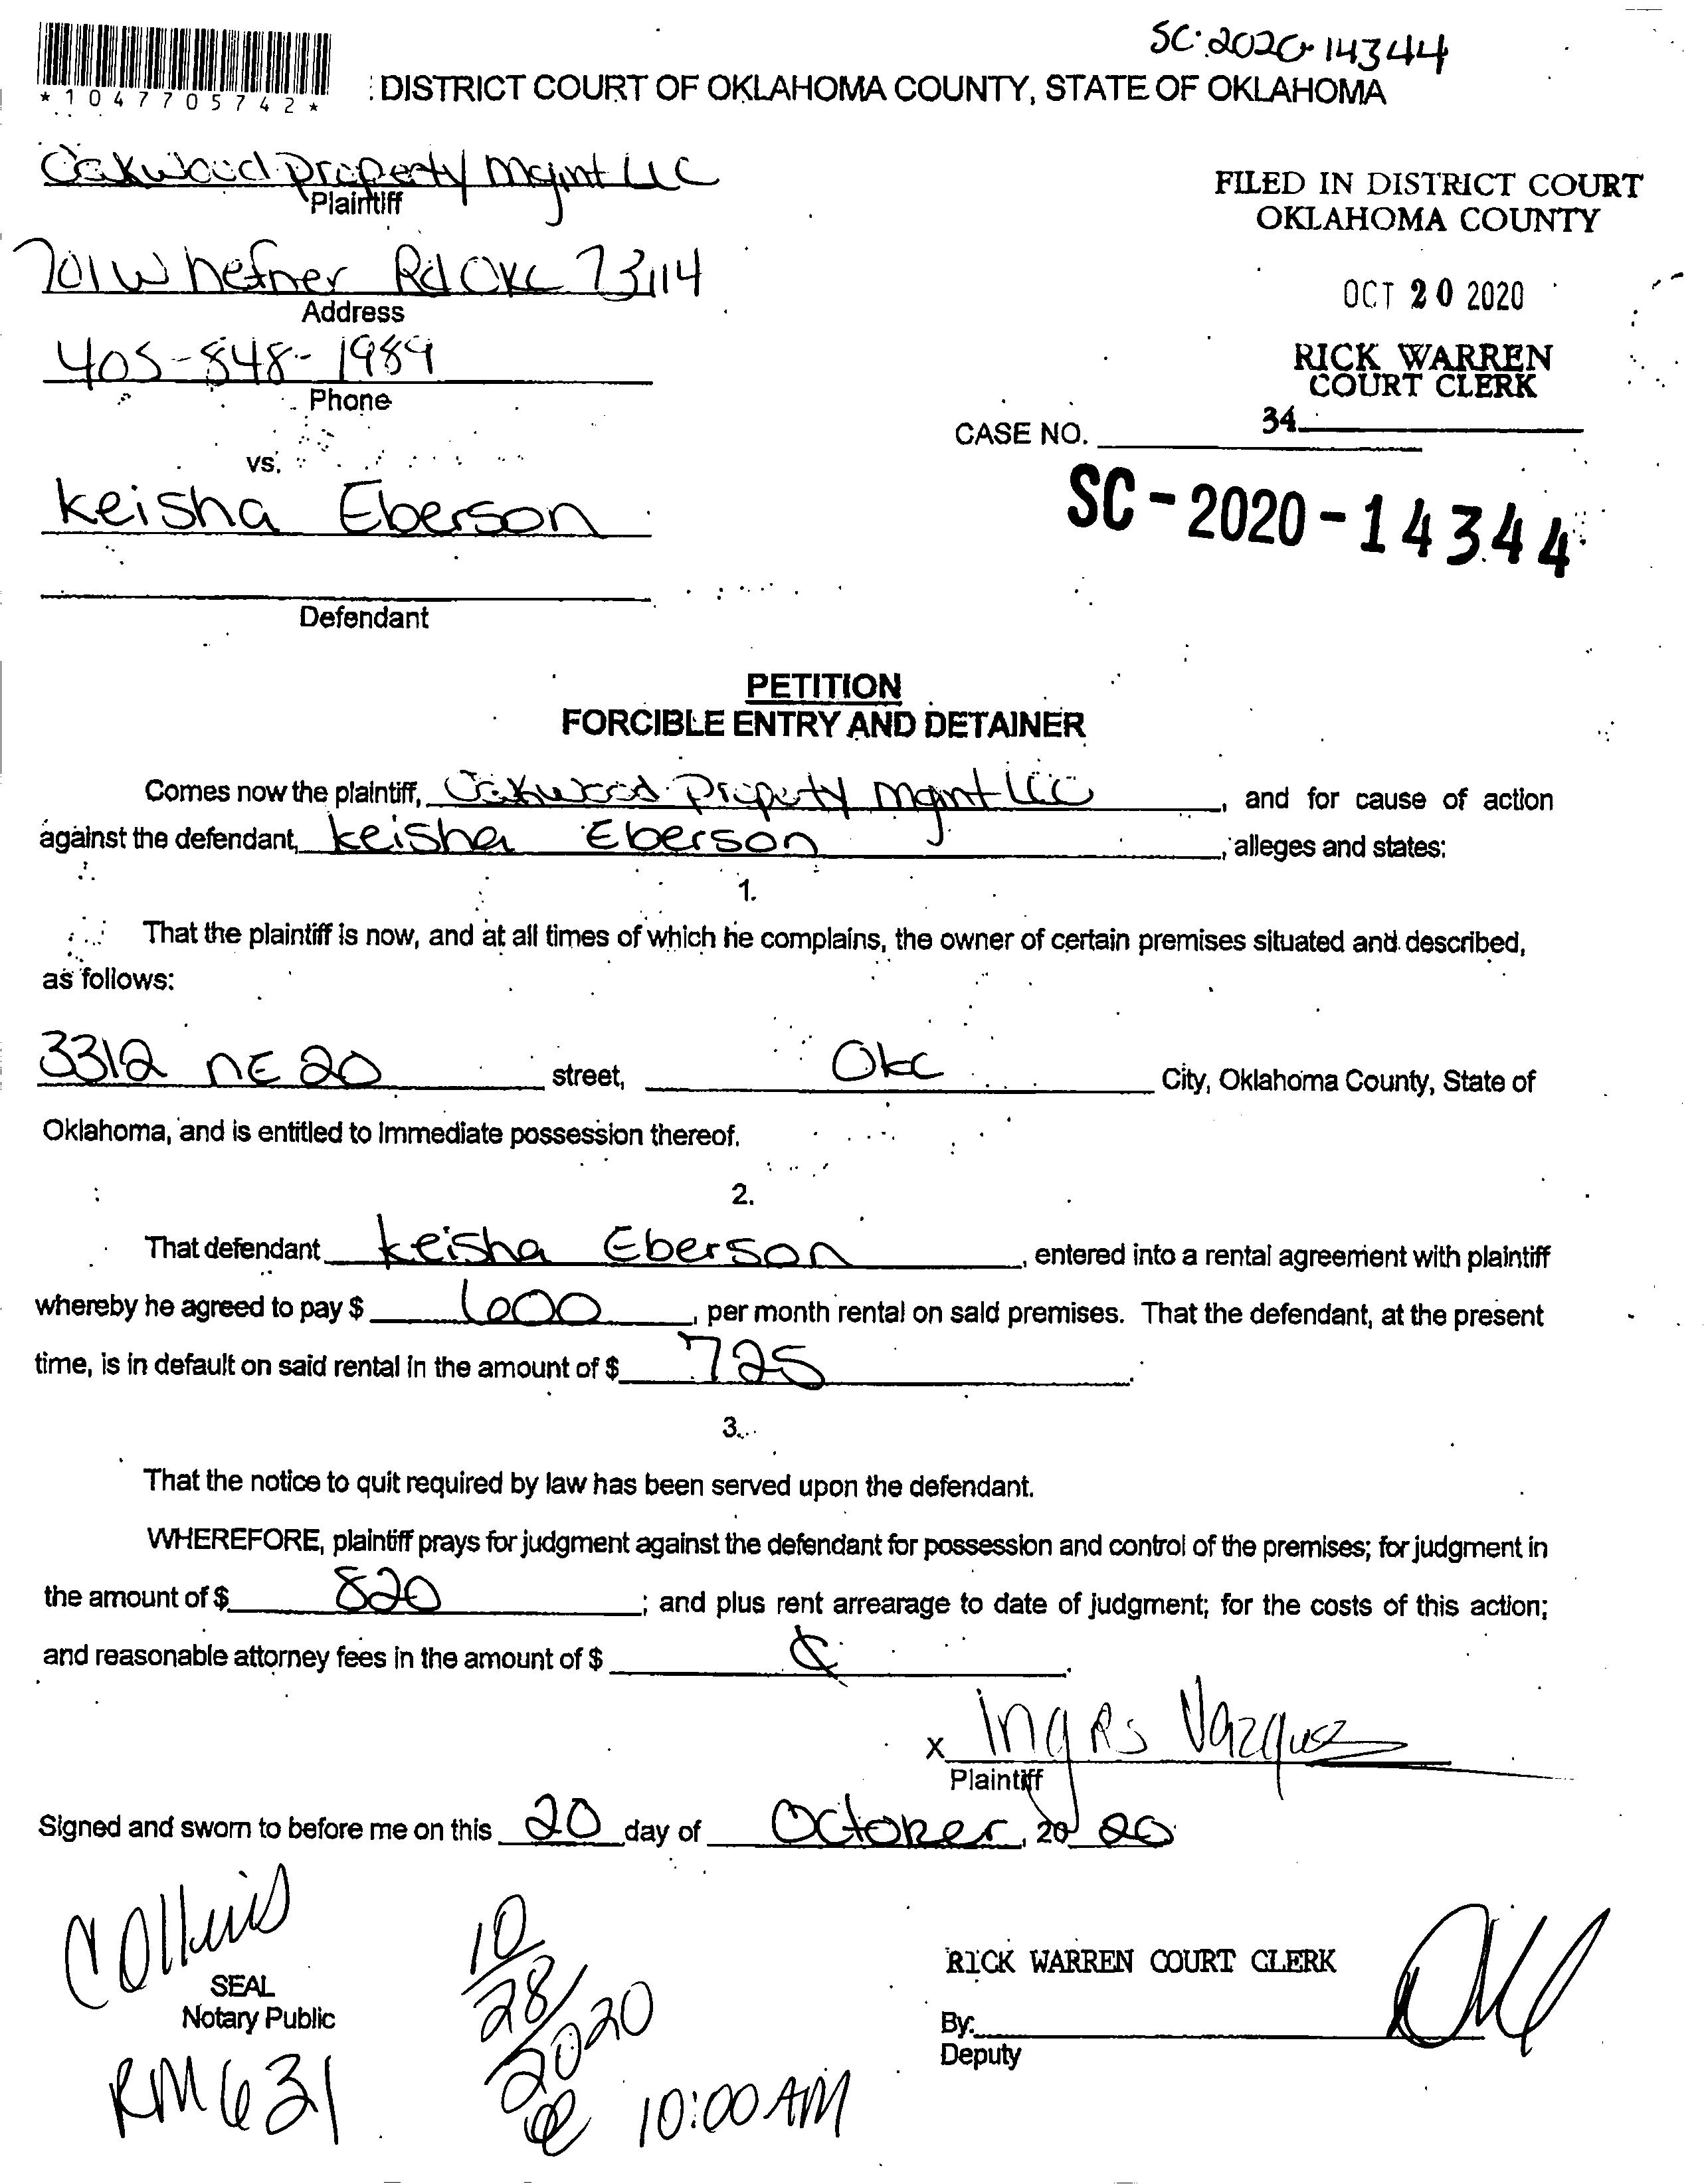 SC-2020-14344
*1047705742*
: DISTRICT COURT OF OKLAHOMA COUNTY, STATE OF OKLAHOMA
Oakwood Property Mgmt LLC
Plaintiff
FILED IN DISTRICT COURT
OKLAHOMA COUNTY
701 W hefner Rd OKC 73114
Address
OCT 20 2020
405-848-1989
Phone
RICK WARREN
COURT CLERK
34
CASE NO.
vs.
SC-2020-14344
Keisha Eberson
Defendant
PETITION
FORCIBLE ENTRY AND DETAINER
Comes now the plaintiff, Oakwood Property Mgmt LLC, and for cause of action
against the defendant, Keisha Eberson, alleges and states:
1.
That the plaintiff is now, and at all times of which he complains, the owner of certain premises situated and described,
as follows:
3312 NE 20 street, OKC City, Oklahoma County, State of
Oklahoma, and is entitled to immediate possession thereof.
2.
That defendant Keisha Eberson, entered into a rental agreement with plaintiff
whereby he agreed to pay $ 600, per month rental on said premises. That the defendant, at the present
time, is in default on said rental in the amount of $ 725.
3.
That the notice to quit required by law has been served upon the defendant.
WHEREFORE, plaintiff prays for judgment against the defendant for possession and control of the premises; for judgment in
the amount of $ 820; and plus rent arrearage to date of judgment; for the costs of this action;
and reasonable attorney fees in the amount of $
x Vazquez
Plaintiff
Signed and sworn to before me on this 20 day of October, 2020
Collins
SEAL
Notary Public
RM 631
10/28/2020
@ 10:00 AM
RICK WARREN COURT CLERK
By:
Deputy